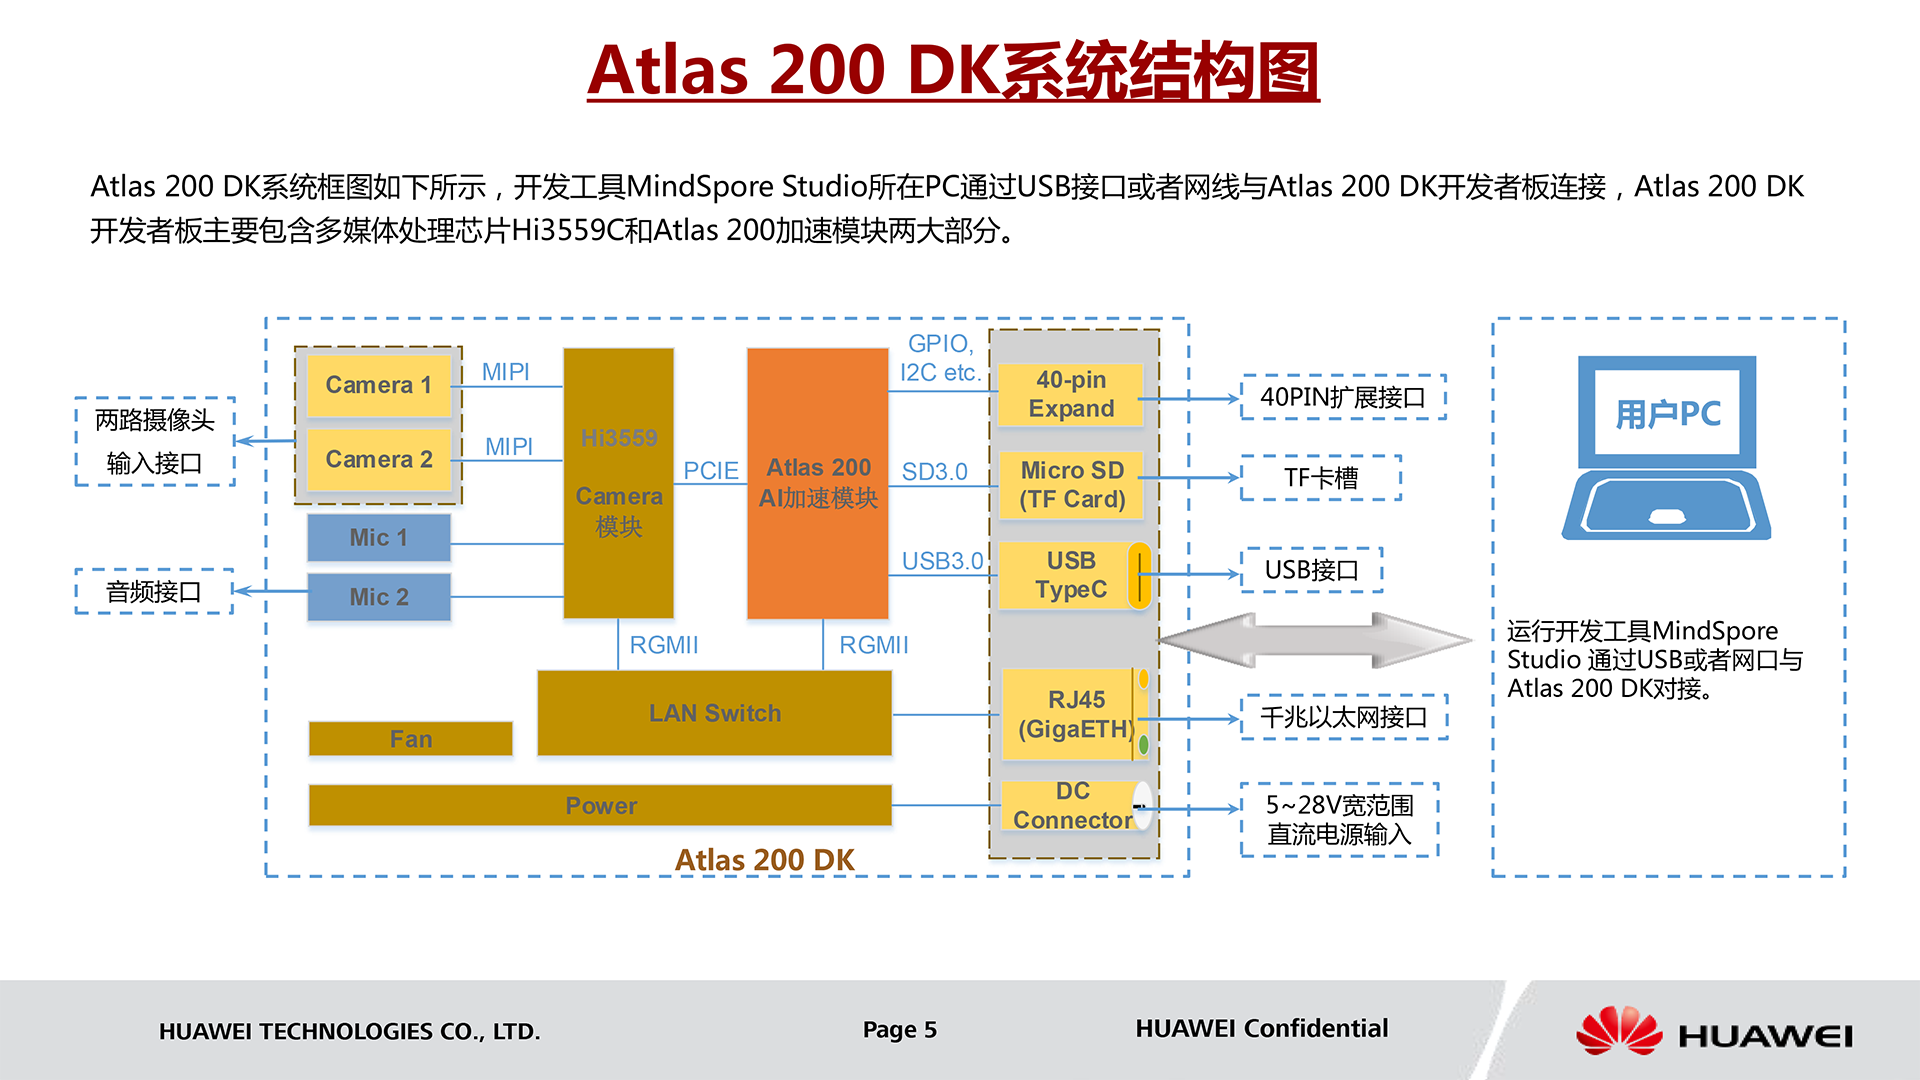 Atlas 200 DK系统结构图
Atlas 200 DK系统框图如下所示，开发工具MindSpore Studio所在PC通过USB接口或者网线与Atlas 200 DK开发者板连接，Atlas 200 DK
开发者板主要包含多媒体处理芯片Hi3559C和Atlas 200加速模块两大部分。
两路摄像头
输入接口
音频接口
Camera 1
Camera 2
Mic 1
Mic 2
MIPI
MIPI
Hi3559
Camera
模块
PCIE
Atlas 200
AI加速模块
GPIO,
I2C etc.
SD3.0
USB3.0
RGMII
RGMII
LAN Switch
Fan
Power
Atlas 200 DK
40-pin
Expand
Micro SD
(TF Card)
USB
TypeC
RJ45
(GigaETH)
DC
Connector
40PIN扩展接口
TF卡槽
USB接口
千兆以太网接口
5~28V宽范围
直流电源输入
用户PC
运行开发工具MindSpore
Studio 通过USB或者网口与
Atlas 200 DK对接。
HUAWEI TECHNOLOGIES CO., LTD.
Page 5
HUAWEI Confidential
HUAWEI